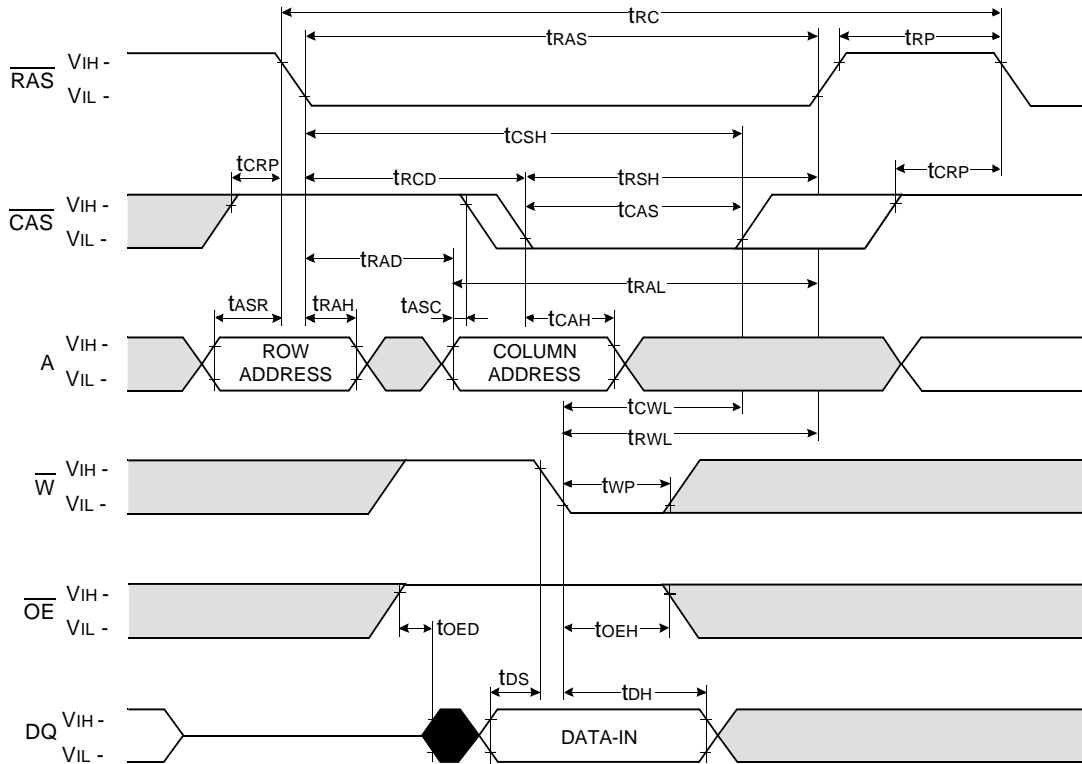 tRC
tRAS
tRP
RAS
VIH -
VIL -
tCSH
tCRP
tRCD
tRSH
tCRP
CAS
VIH -
VIL -
tCAS
tRAD
tRAL
tASR
tRAH
tASC
tCAH
A
VIH -
VIL -
ROW
ADDRESS
COLUMN
ADDRESS
tCWL
tRWL
W
VIH -
VIL -
tWP
OE
VIH -
VIL -
tOED
tOEH
tDS
tDH
DQ
VIH -
VIL -
DATA-IN